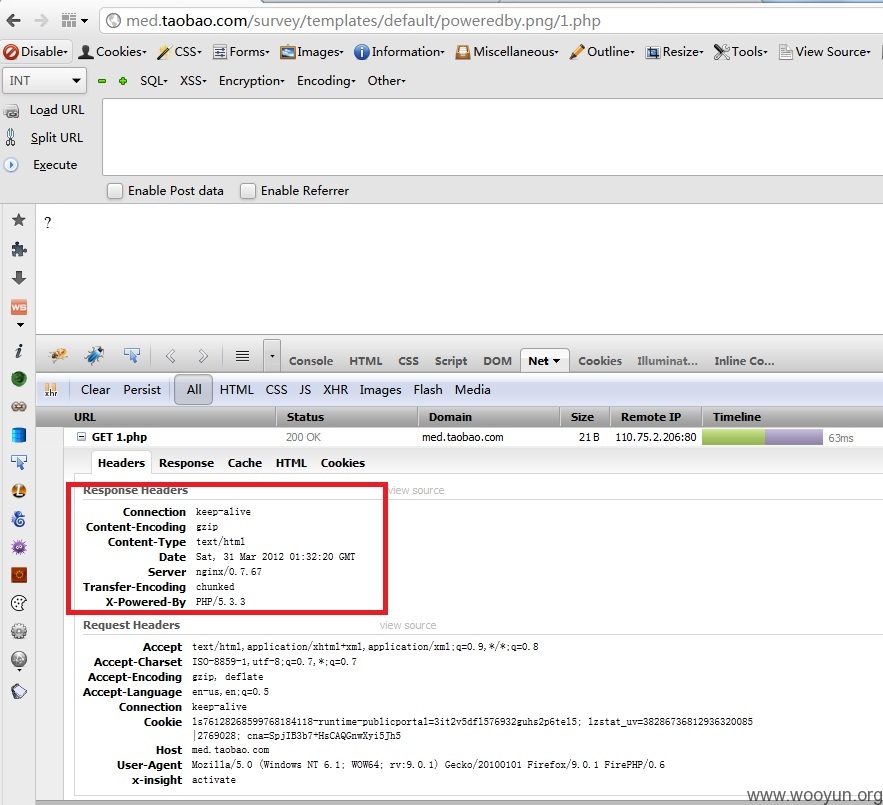 med.taobao.com/survey/templates/default/poweredby.png/1.php
Disable▾ Cookies▾ CSS▾ Forms▾ Images▾ Information▾ Miscellaneous▾ Outline▾ Resize▾ Tools▾ View Source▾
INT SQL▾ XSS▾ Encryption▾ Encoding▾ Other▾
Load URL
Split URL
Execute
Enable Post data Enable Referrer
?
Console HTML CSS Script DOM Net Cookies Illuminat... Inline Co...
xhr Clear Persist All HTML CSS JS XHR Images Flash Media
URL Status Domain Size Remote IP Timeline
GET 1.php 200 OK med.taobao.com 21 B 110.75.2.206:80 63ms
Headers Response Cache HTML Cookies
Response Headers view source
Connection keep-alive
Content-Encoding gzip
Content-Type text/html
Date Sat, 31 Mar 2012 01:32:20 GMT
Server nginx/0.7.67
Transfer-Encoding chunked
X-Powered-By PHP/5.3.3
Request Headers view source
Accept text/html,application/xhtml+xml,application/xml;q=0.9,*/*;q=0.8
Accept-Charset ISO-8859-1,utf-8;q=0.7,*;q=0.7
Accept-Encoding gzip, deflate
Accept-Language en-us,en;q=0.5
Connection keep-alive
Cookie ls76128268599768184118-runtime-publicportal=3it2v5df1576932guhs2p6tel5; lzstat_uv=38286736812936320085
|2769028; cna=SpjIB3b7+HsCAQGnwXyi5Jh5
Host med.taobao.com
User-Agent Mozilla/5.0 (Windows NT 6.1; WOW64; rv:9.0.1) Gecko/20100101 Firefox/9.0.1 FirePHP/0.6
x-insight activate
www.wooyun.org